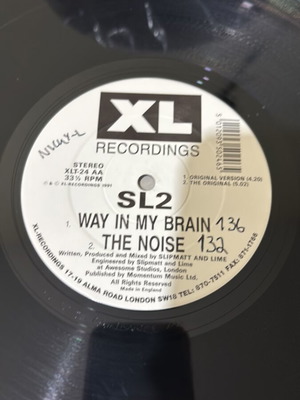 XL
RECORDINGS
STEREO
XLT-24 AA
33⅓ RPM
1. ORIGINAL VERSION (4.20)
2. THE ORIGINAL (5.02)
SL2
1. WAY IN MY BRAIN 136
2. THE NOISE 132
Written, Produced and Mixed by SLIPMATT AND LIME
Engineered by Slipmatt and Lime
at Awesome Studios, London
Published by Momentum Music Ltd.
All Rights Reserved
Made in England
XL-RECORDINGS 17-19 ALMA ROAD LONDON SW18 TEL: 870-7511 FAX: 871-1766